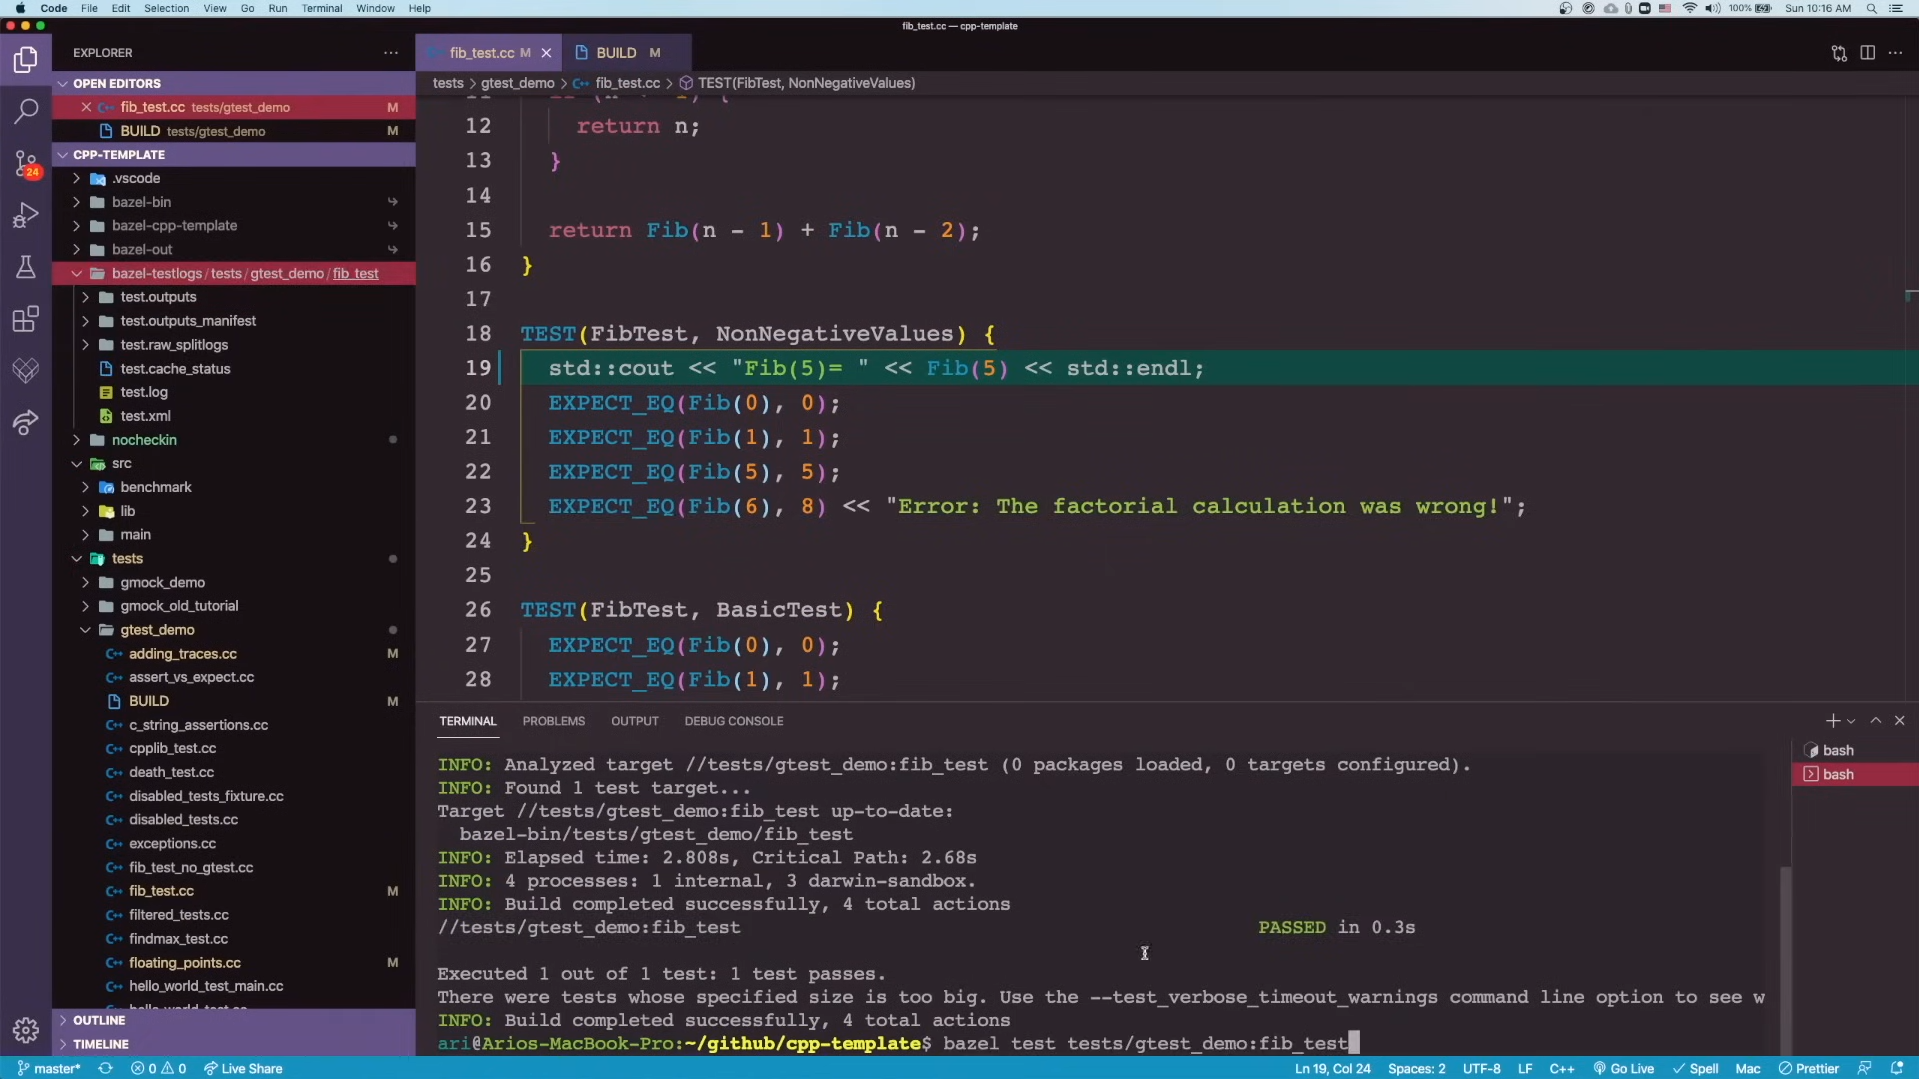 Code File Edit Selection View Go Run Terminal Window Help 100% Sun 10:16 AM
fib_test.cc — cpp-template
EXPLORER
fib_test.cc M
BUILD M
OPEN EDITORS
tests > gtest_demo > fib_test.cc > TEST(FibTest, NonNegativeValues)
fib_test.cc tests/gtest_demo M
BUILD tests/gtest_demo M
CPP-TEMPLATE
.vscode
bazel-bin
bazel-cpp-template
bazel-out
bazel-testlogs / tests / gtest_demo / fib_test
test.outputs
test.outputs_manifest
test.raw_splitlogs
test.cache_status
test.log
test.xml
nocheckin
src
benchmark
lib
main
tests
gmock_demo
gmock_old_tutorial
gtest_demo
adding_traces.cc M
assert_vs_expect.cc
BUILD M
c_string_assertions.cc
cpplib_test.cc
death_test.cc
disabled_tests_fixture.cc
disabled_tests.cc
exceptions.cc
fib_test_no_gtest.cc
fib_test.cc M
filtered_tests.cc
findmax_test.cc
floating_points.cc M
hello_world_test_main.cc
hello_world_test.cc
OUTLINE
TIMELINE
24
12 return n;
13 }
14
15 return Fib(n - 1) + Fib(n - 2);
16 }
17
18 TEST(FibTest, NonNegativeValues) {
19 std::cout << "Fib(5)= " << Fib(5) << std::endl;
20 EXPECT_EQ(Fib(0), 0);
21 EXPECT_EQ(Fib(1), 1);
22 EXPECT_EQ(Fib(5), 5);
23 EXPECT_EQ(Fib(6), 8) << "Error: The factorial calculation was wrong!";
24 }
25
26 TEST(FibTest, BasicTest) {
27 EXPECT_EQ(Fib(0), 0);
28 EXPECT_EQ(Fib(1), 1);
TERMINAL PROBLEMS OUTPUT DEBUG CONSOLE
bash
bash
INFO: Analyzed target //tests/gtest_demo:fib_test (0 packages loaded, 0 targets configured).
INFO: Found 1 test target...
Target //tests/gtest_demo:fib_test up-to-date:
bazel-bin/tests/gtest_demo/fib_test
INFO: Elapsed time: 2.808s, Critical Path: 2.68s
INFO: 4 processes: 1 internal, 3 darwin-sandbox.
INFO: Build completed successfully, 4 total actions
//tests/gtest_demo:fib_test PASSED in 0.3s
Executed 1 out of 1 test: 1 test passes.
There were tests whose specified size is too big. Use the --test_verbose_timeout_warnings command line option to see w
INFO: Build completed successfully, 4 total actions
ari@Arios-MacBook-Pro:~/github/cpp-template$ bazel test tests/gtest_demo:fib_test
master* 0 0 Live Share Ln 19, Col 24 Spaces: 2 UTF-8 LF C++ Go Live Spell Mac Prettier